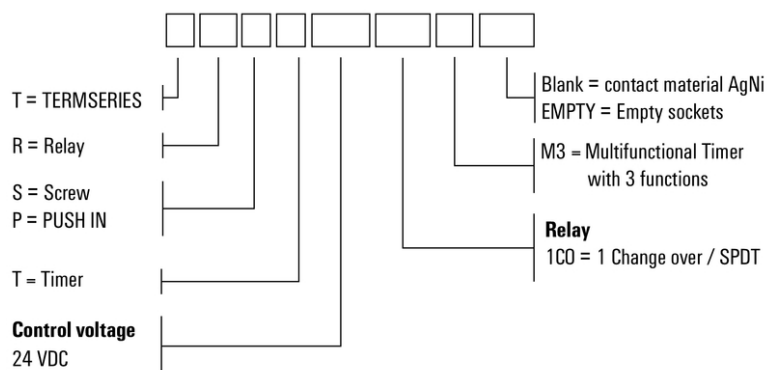 T = TERMSERIES
R = Relay
S = Screw
P = PUSH IN
T = Timer
Control voltage
24 VDC
Blank = contact material AgNi
EMPTY = Empty sockets
M3 = Multifunctional Timer
with 3 functions
Relay
1CO = 1 Change over / SPDT